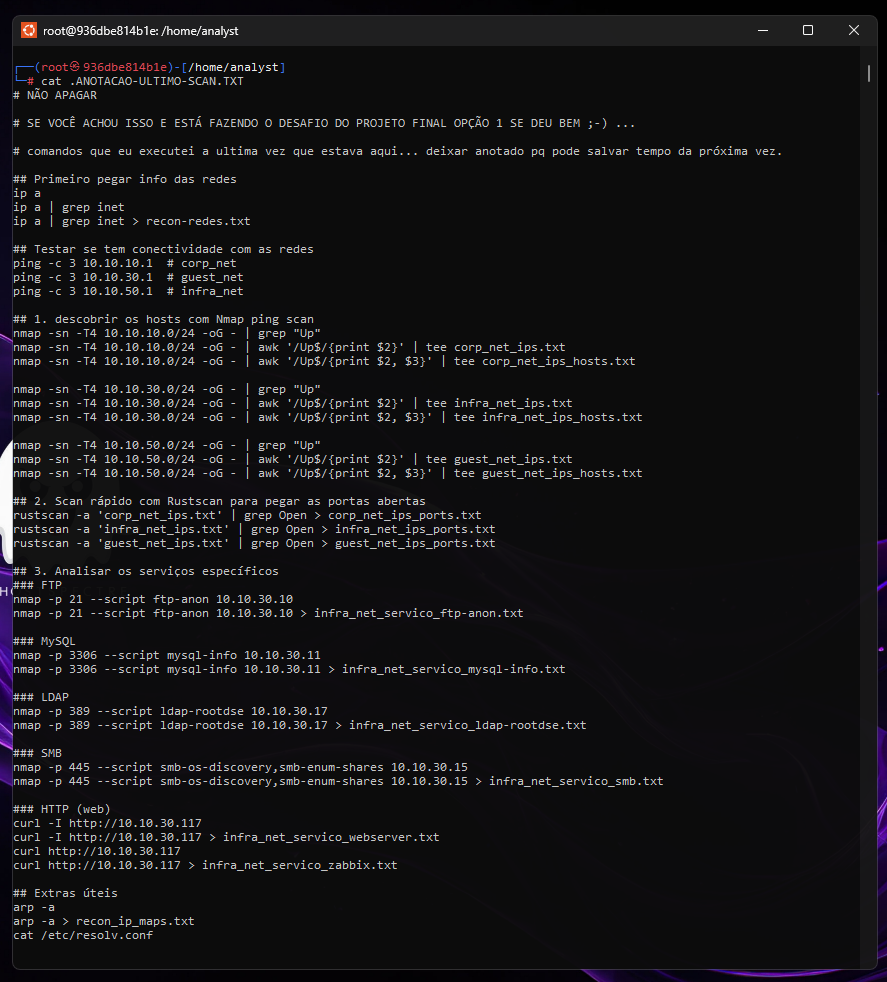 root@936dbe814b1e: /home/analyst
┌──(root㉿936dbe814b1e)-[/home/analyst]
└─# cat .ANOTACAO-ULTIMO-SCAN.TXT
# NÃO APAGAR
# SE VOCÊ ACHOU ISSO E ESTÁ FAZENDO O DESAFIO DO PROJETO FINAL OPÇÃO 1 SE DEU BEM ;-) ...
# comandos que eu executei a ultima vez que estava aqui... deixar anotado pq pode salvar tempo da próxima vez.
## Primeiro pegar info das redes
ip a
ip a | grep inet
ip a | grep inet > recon-redes.txt
## Testar se tem conectividade com as redes
ping -c 3 10.10.10.1  # corp_net
ping -c 3 10.10.30.1  # guest_net
ping -c 3 10.10.50.1  # infra_net
## 1. descobrir os hosts com Nmap ping scan
nmap -sn -T4 10.10.10.0/24 -oG - | grep "Up"
nmap -sn -T4 10.10.10.0/24 -oG - | awk '/Up$/{print $2}' | tee corp_net_ips.txt
nmap -sn -T4 10.10.10.0/24 -oG - | awk '/Up$/{print $2, $3}' | tee corp_net_ips_hosts.txt
nmap -sn -T4 10.10.30.0/24 -oG - | grep "Up"
nmap -sn -T4 10.10.30.0/24 -oG - | awk '/Up$/{print $2}' | tee infra_net_ips.txt
nmap -sn -T4 10.10.30.0/24 -oG - | awk '/Up$/{print $2, $3}' | tee infra_net_ips_hosts.txt
nmap -sn -T4 10.10.50.0/24 -oG - | grep "Up"
nmap -sn -T4 10.10.50.0/24 -oG - | awk '/Up$/{print $2}' | tee guest_net_ips.txt
nmap -sn -T4 10.10.50.0/24 -oG - | awk '/Up$/{print $2, $3}' | tee guest_net_ips_hosts.txt
## 2. Scan rápido com Rustscan para pegar as portas abertas
rustscan -a 'corp_net_ips.txt' | grep Open > corp_net_ips_ports.txt
rustscan -a 'infra_net_ips.txt' | grep Open > infra_net_ips_ports.txt
rustscan -a 'guest_net_ips.txt' | grep Open > guest_net_ips_ports.txt
## 3. Analisar os serviços específicos
### FTP
nmap -p 21 --script ftp-anon 10.10.30.10
nmap -p 21 --script ftp-anon 10.10.30.10 > infra_net_servico_ftp-anon.txt
### MySQL
nmap -p 3306 --script mysql-info 10.10.30.11
nmap -p 3306 --script mysql-info 10.10.30.11 > infra_net_servico_mysql-info.txt
### LDAP
nmap -p 389 --script ldap-rootdse 10.10.30.17
nmap -p 389 --script ldap-rootdse 10.10.30.17 > infra_net_servico_ldap-rootdse.txt
### SMB
nmap -p 445 --script smb-os-discovery,smb-enum-shares 10.10.30.15
nmap -p 445 --script smb-os-discovery,smb-enum-shares 10.10.30.15 > infra_net_servico_smb.txt
### HTTP (web)
curl -I http://10.10.30.117
curl -I http://10.10.30.117 > infra_net_servico_webserver.txt
curl http://10.10.30.117
curl http://10.10.30.117 > infra_net_servico_zabbix.txt
## Extras úteis
arp -a
arp -a > recon_ip_maps.txt
cat /etc/resolv.conf